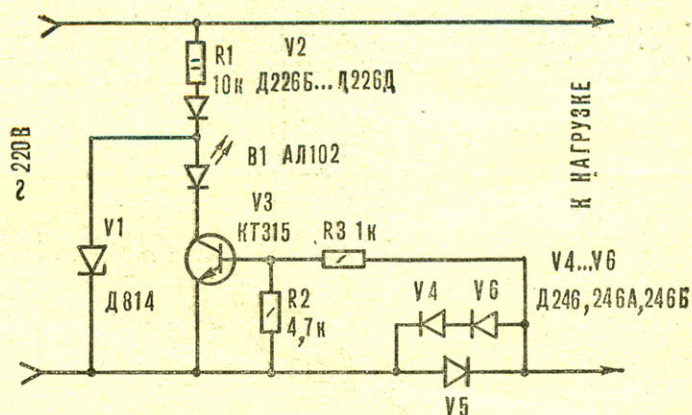 R1
10к
V2
Д226Б...Д226Д
≈ 220В
В1 АЛ102
К НАГРУЗКЕ
V3
КТ315
R3 1к
V1
Д814
R2
4,7к
V4
V6
V4...V6
Д246,246А,246Б
V5